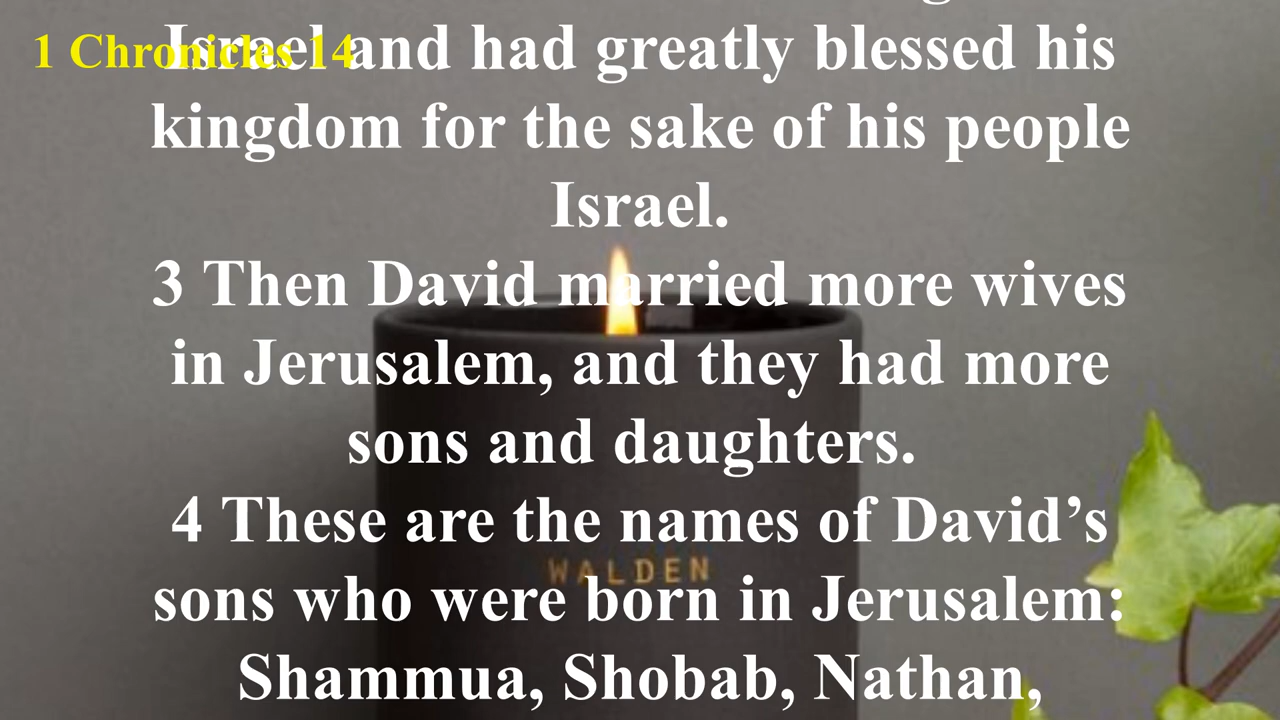 1 Chronicles 14
Israel and had greatly blessed his
kingdom for the sake of his people
Israel.
3 Then David married more wives
in Jerusalem, and they had more
sons and daughters.
4 These are the names of David’s
WALDEN
sons who were born in Jerusalem:
Shammua, Shobab, Nathan,